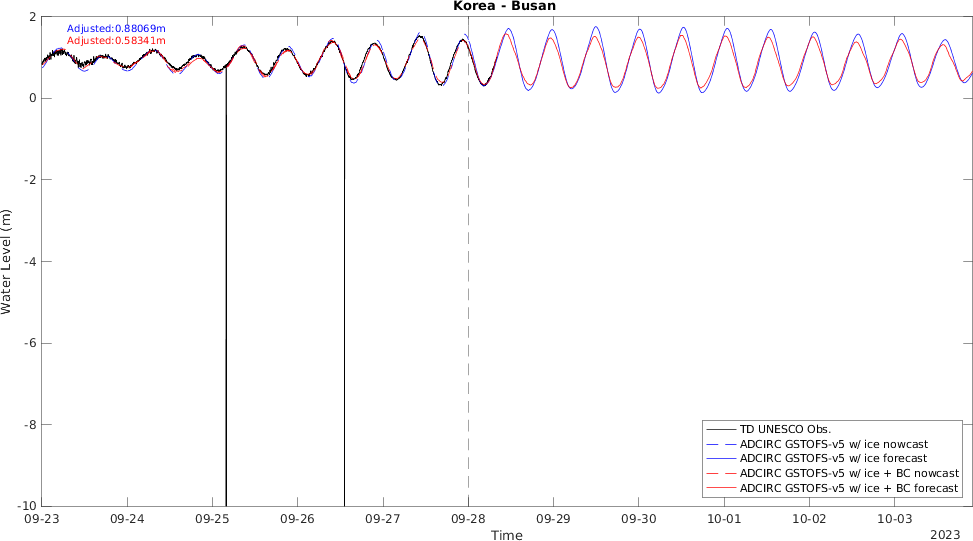 Korea - Busan
Adjusted:0.88069m
Adjusted:0.58341m
2
0
-2
-4
-6
-8
-10
Water Level (m)
09-23 09-24 09-25 09-26 09-27 09-28 09-29 09-30 10-01 10-02 10-03
Time
2023
TD UNESCO Obs.
ADCIRC GSTOFS-v5 w/ ice nowcast
ADCIRC GSTOFS-v5 w/ ice forecast
ADCIRC GSTOFS-v5 w/ ice + BC nowcast
ADCIRC GSTOFS-v5 w/ ice + BC forecast